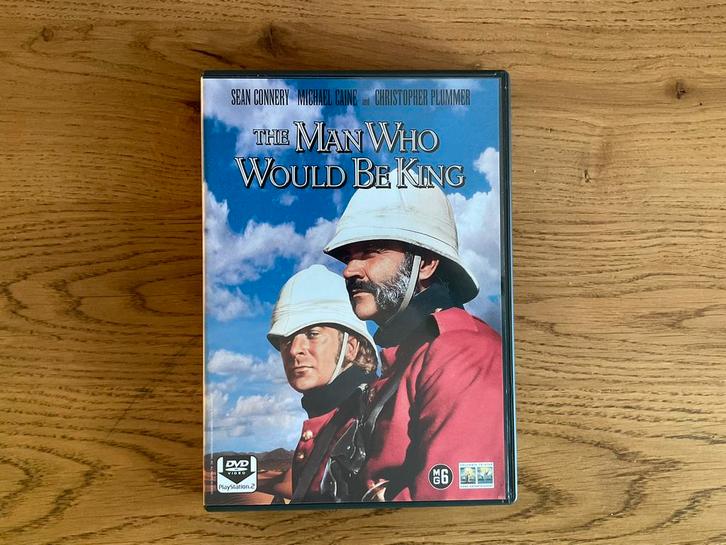 SEAN CONNERY MICHAEL CAINE and CHRISTOPHER PLUMMER
THE MAN WHO
WOULD BE KING
DVD
VIDEO
PlayStation.2
MG 6